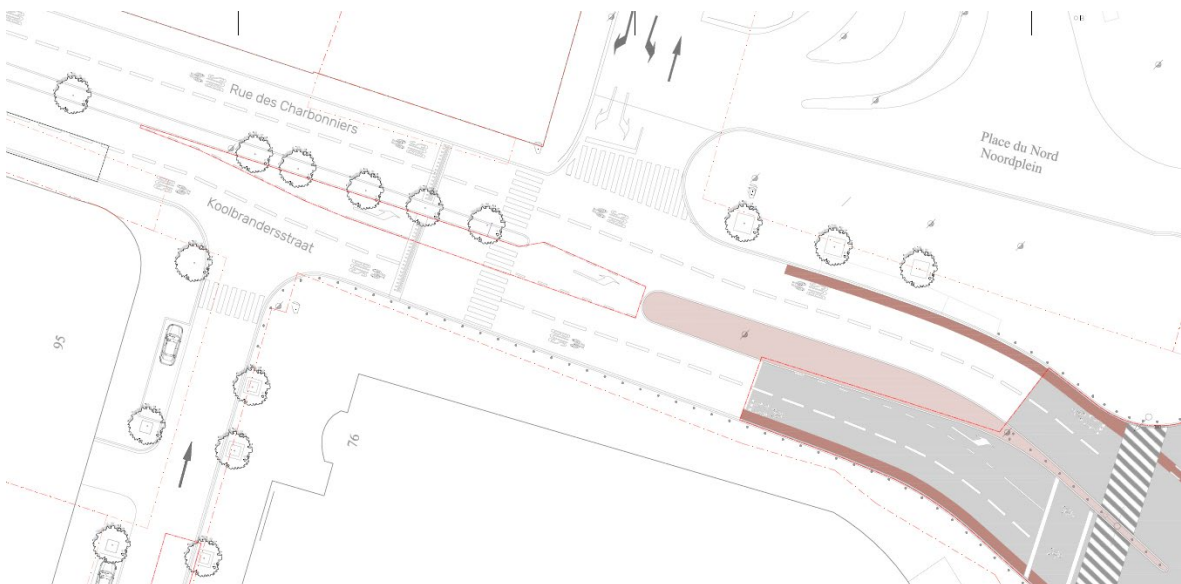 Rue des Charbonniers
Place du Nord
Noordplein
Koolbrandersstraat
95
76